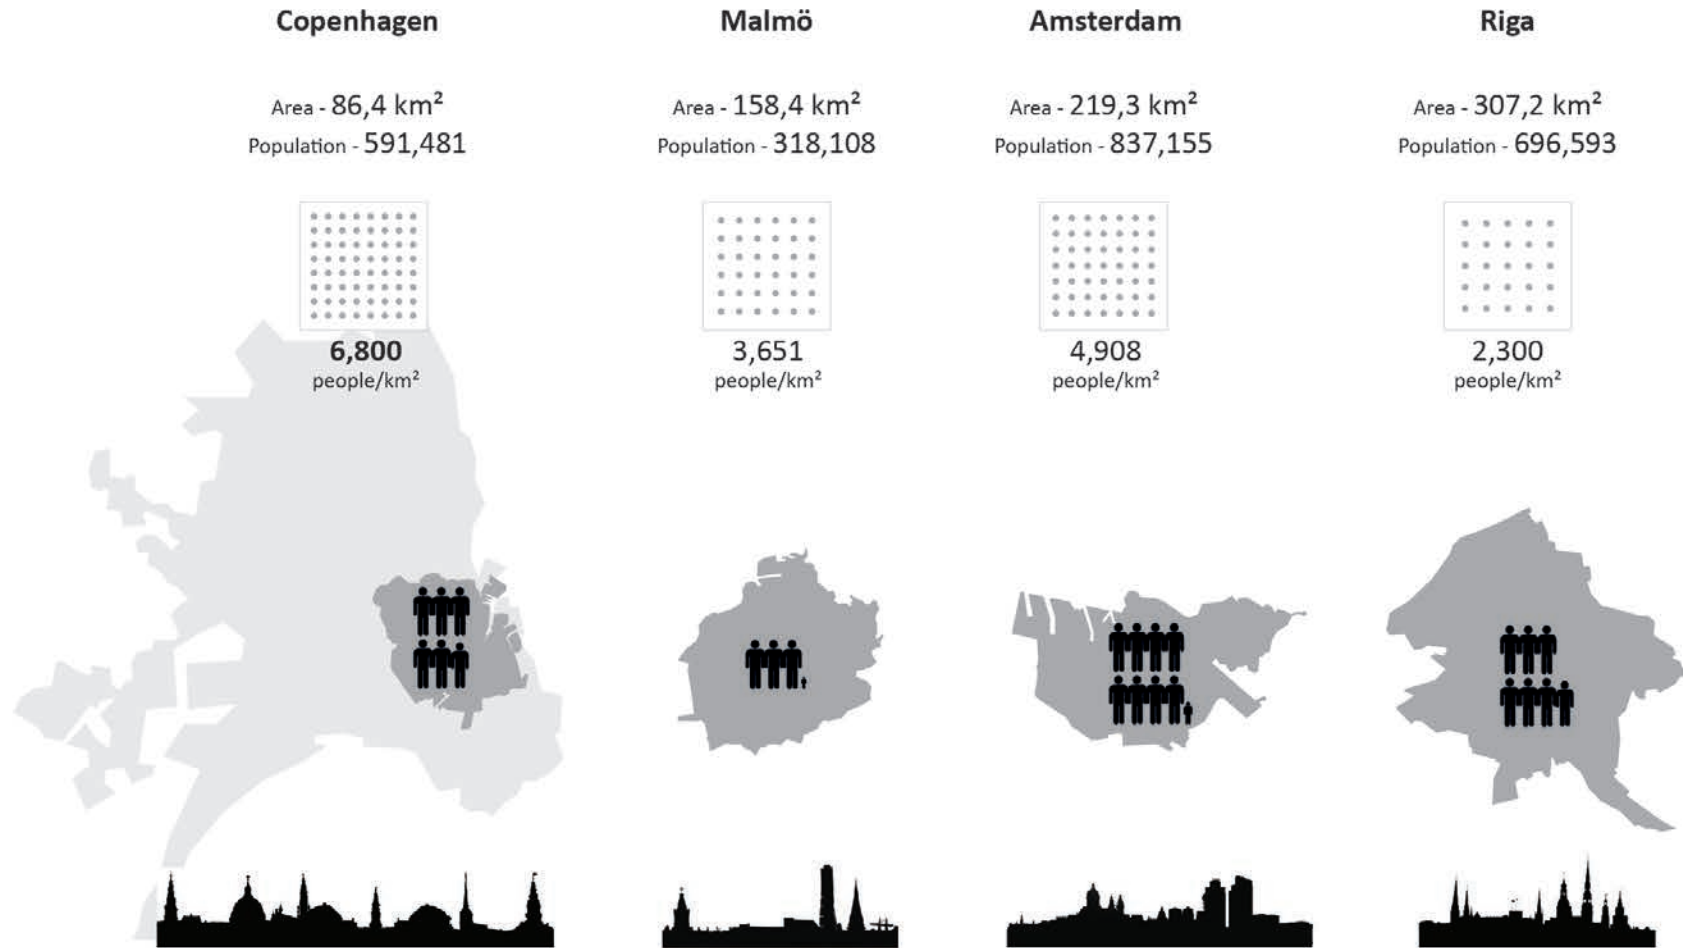 Copenhagen
Area - 86,4 km²
Population - 591,481
6,800
people/km²
Malmö
Area - 158,4 km²
Population - 318,108
3,651
people/km²
Amsterdam
Area - 219,3 km²
Population - 837,155
4,908
people/km²
Riga
Area - 307,2 km²
Population - 696,593
2,300
people/km²